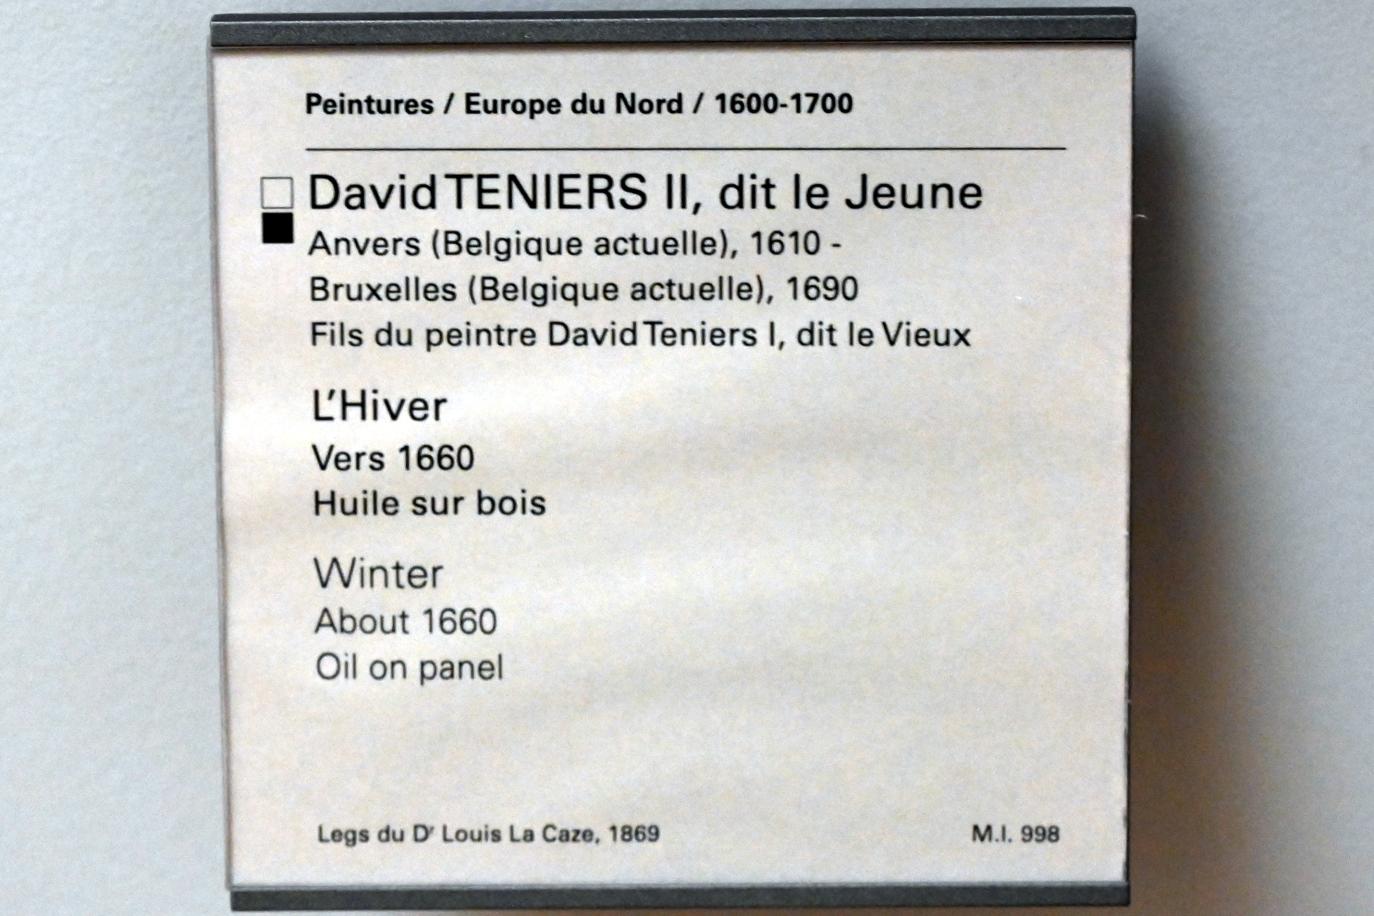 Peintures / Europe du Nord / 1600-1700
David TENIERS II, dit le Jeune
Anvers (Belgique actuelle), 1610 -
Bruxelles (Belgique actuelle), 1690
Fils du peintre David Teniers I, dit le Vieux
L'Hiver
Vers 1660
Huile sur bois
Winter
About 1660
Oil on panel
Legs du Dr Louis La Caze, 1869
M.I. 998